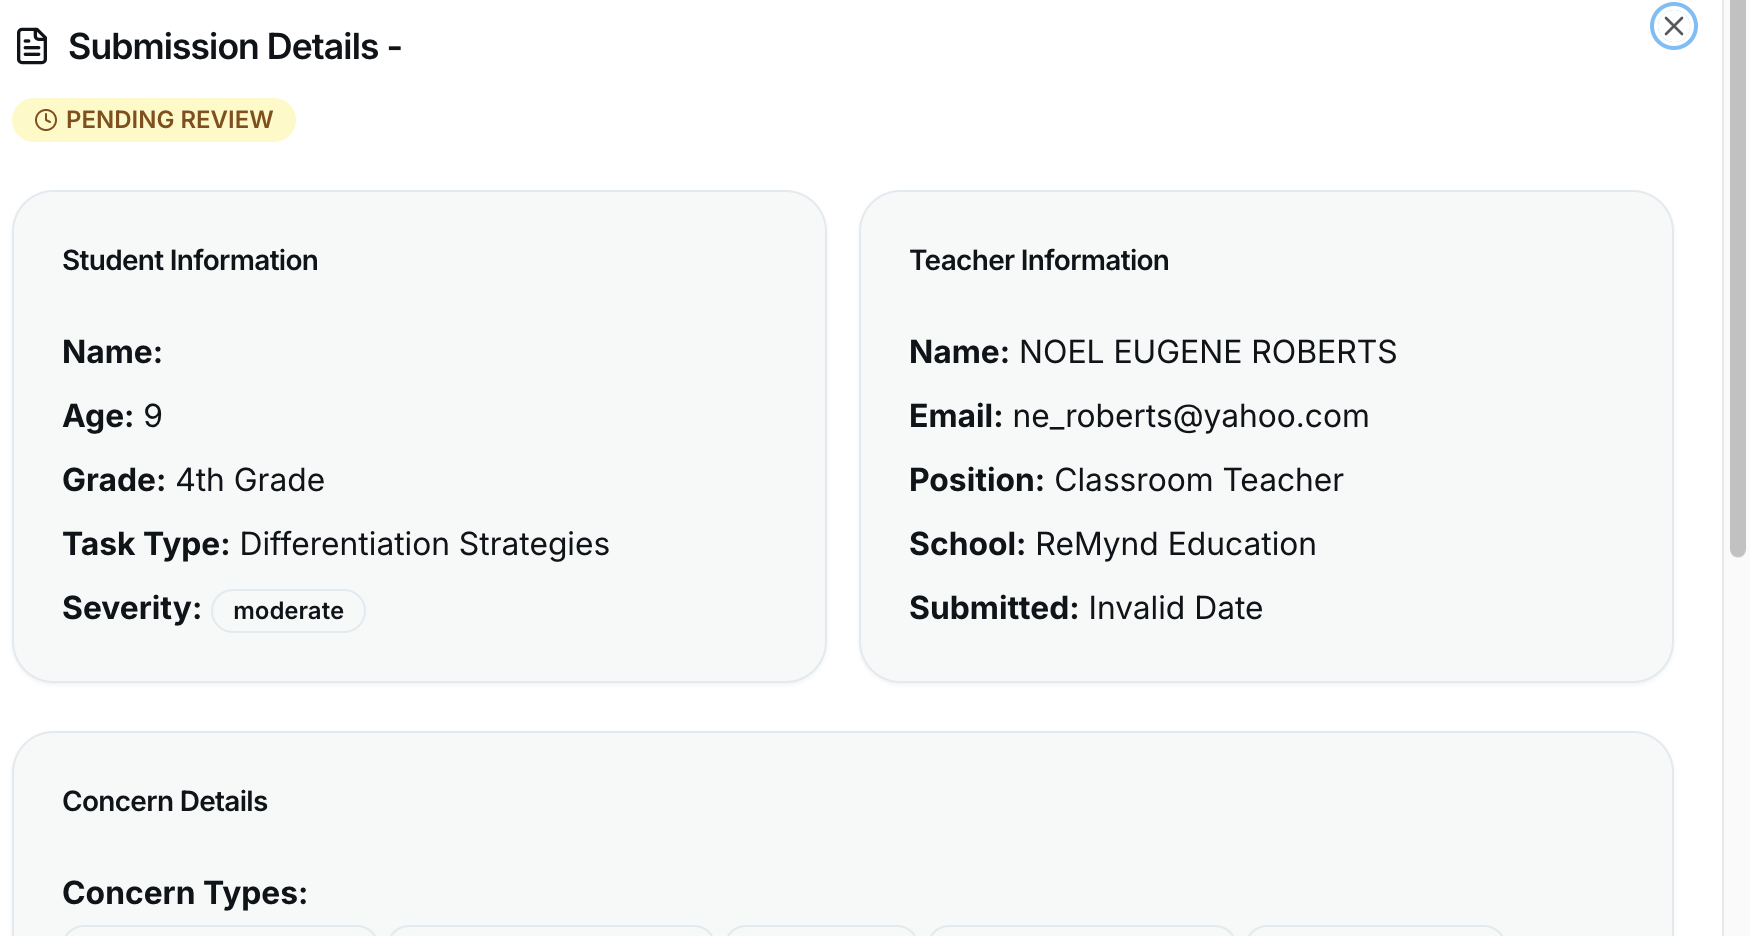 Submission Details -
PENDING REVIEW
Student Information
Name:
Age: 9
Grade: 4th Grade
Task Type: Differentiation Strategies
Severity: moderate
Teacher Information
Name: NOEL EUGENE ROBERTS
Email: ne_roberts@yahoo.com
Position: Classroom Teacher
School: ReMynd Education
Submitted: Invalid Date
Concern Details
Concern Types: